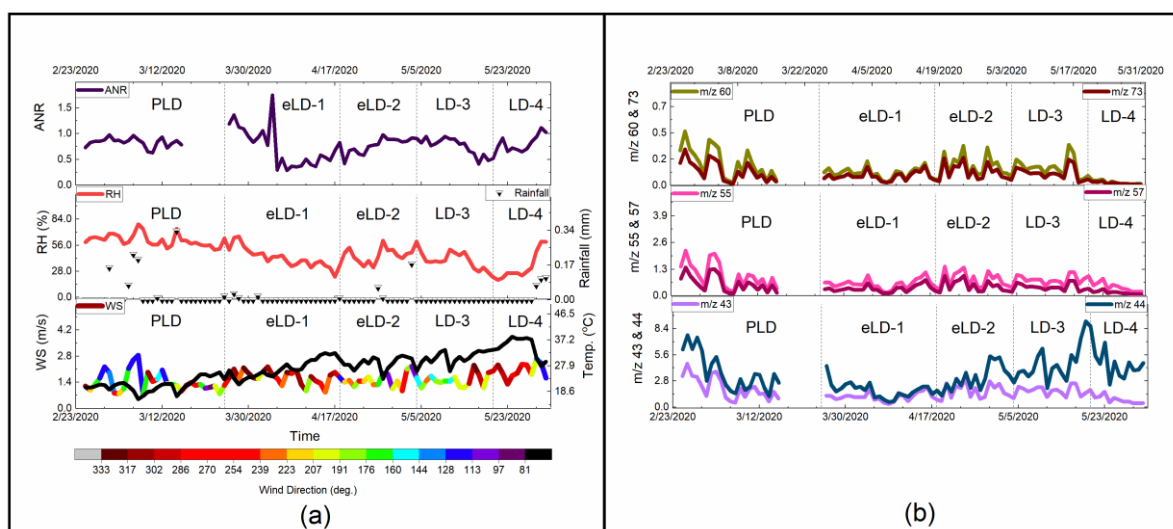 2/23/2020 3/12/2020 3/30/2020 4/17/2020 5/5/2020 5/23/2020
ANR
PLD eLD-1 eLD-2 LD-3 LD-4
ANR
1.5
1.0
0.5
0.0
RH Rainfall
PLD eLD-1 eLD-2 LD-3 LD-4
RH (%)
84.0
56.0
28.0
0.0
Rainfall (mm)
0.34
0.17
0.00
WS
PLD eLD-1 eLD-2 LD-3 LD-4
WS (m/s)
4.2
2.8
1.4
0.0
Temp. (°C)
46.5
37.2
27.9
18.6
2/23/2020 3/12/2020 3/30/2020 4/17/2020 5/5/2020 5/23/2020
Time
333 317 302 286 270 254 239 223 207 191 176 160 144 128 113 97 81
Wind Direction (deg.)
(a)
2/23/2020 3/8/2020 3/22/2020 4/5/2020 4/19/2020 5/3/2020 5/17/2020 5/31/2020
m/z 60 m/z 73
PLD eLD-1 eLD-2 LD-3 LD-4
m/z 60 & 73
0.7
0.5
0.2
0.0
m/z 55 m/z 57
PLD eLD-1 eLD-2 LD-3 LD-4
m/z 55 & 57
3.9
2.6
1.3
0.0
m/z 43 m/z 44
PLD eLD-1 eLD-2 LD-3 LD-4
m/z 43 & 44
8.4
5.6
2.8
0.0
2/23/2020 3/12/2020 3/30/2020 4/17/2020 5/5/2020 5/23/2020
(b)